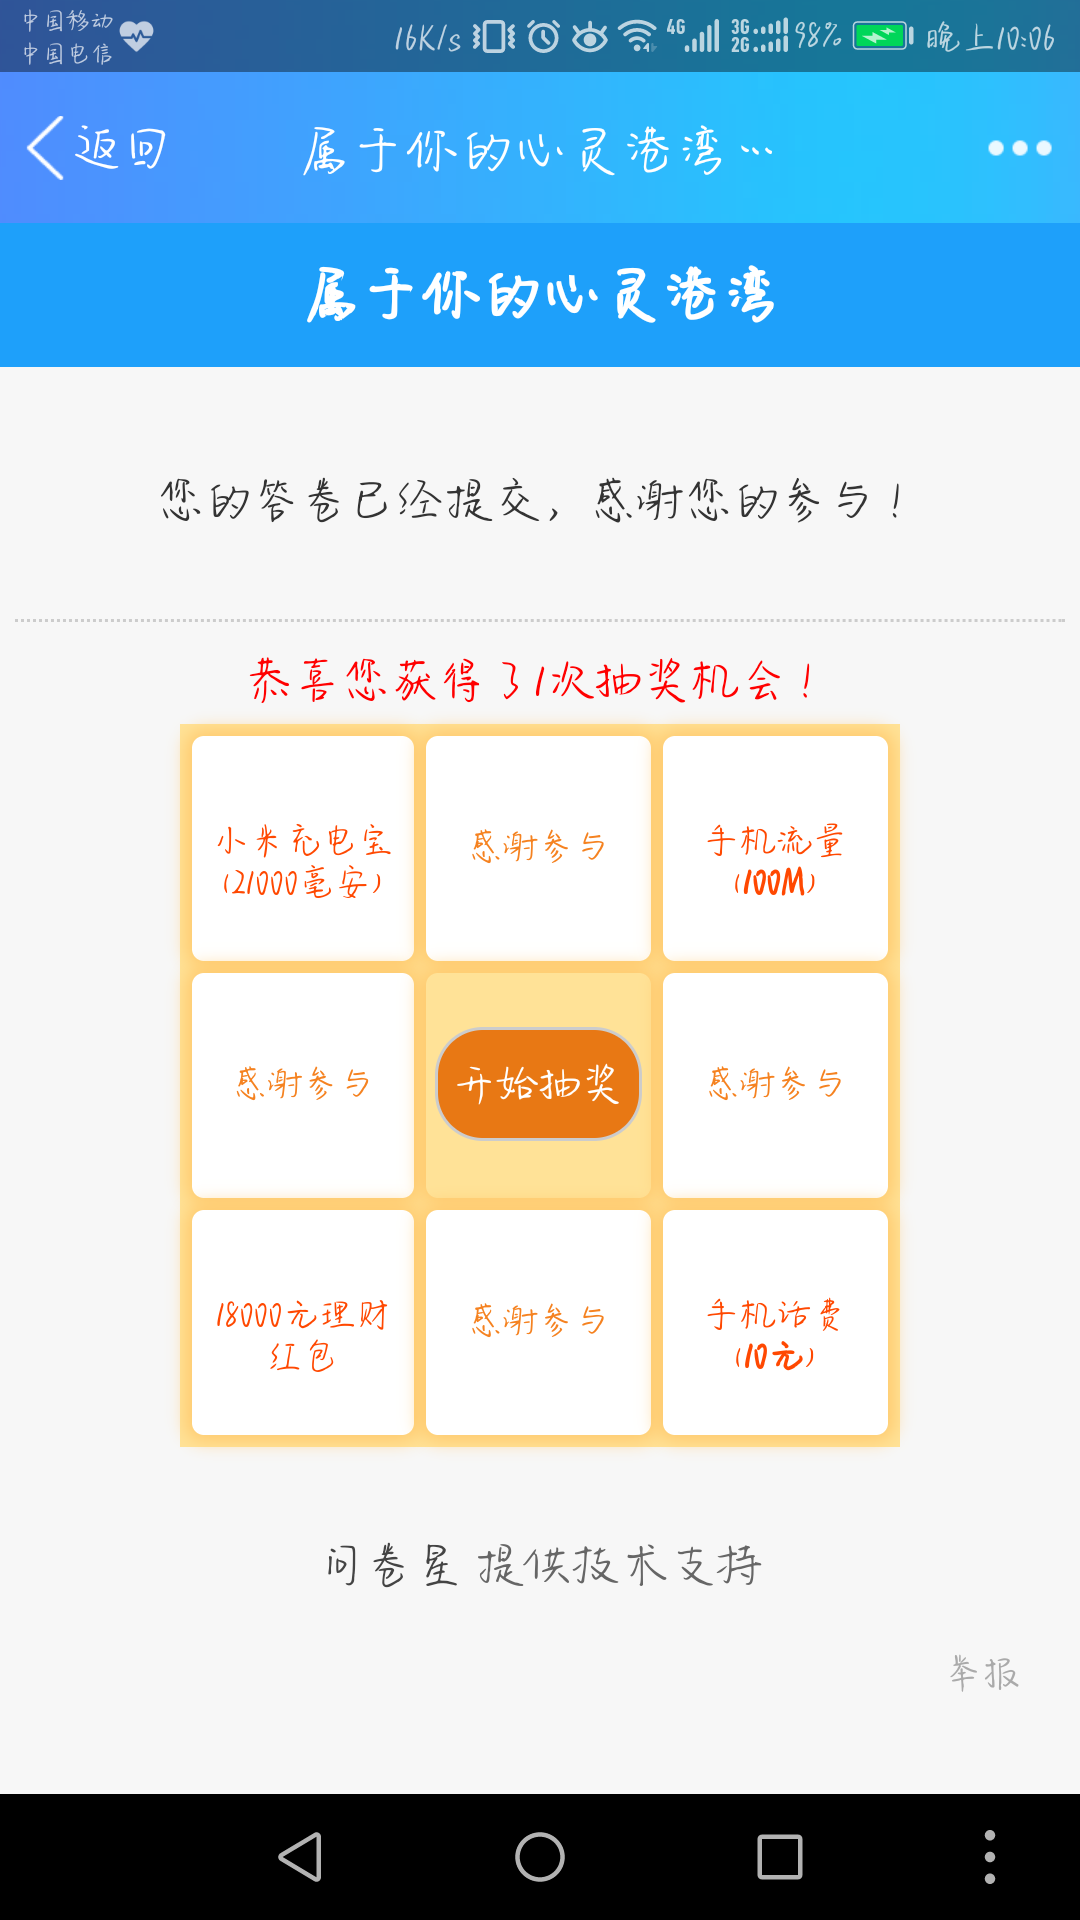 中国移动
中国电信
16K/s 4G 3G 2G 98% 晚上10:06
返回 属于你的心灵港湾…
属于你的心灵港湾
您的答卷已经提交，感谢您的参与！
恭喜您获得了1次抽奖机会！
小米充电宝 感谢参与 手机流量
(21000毫安) (100M)
感谢参与 开始抽奖 感谢参与
18000元理财 感谢参与 手机话费
红包 (10元)
问卷星 提供技术支持
举报